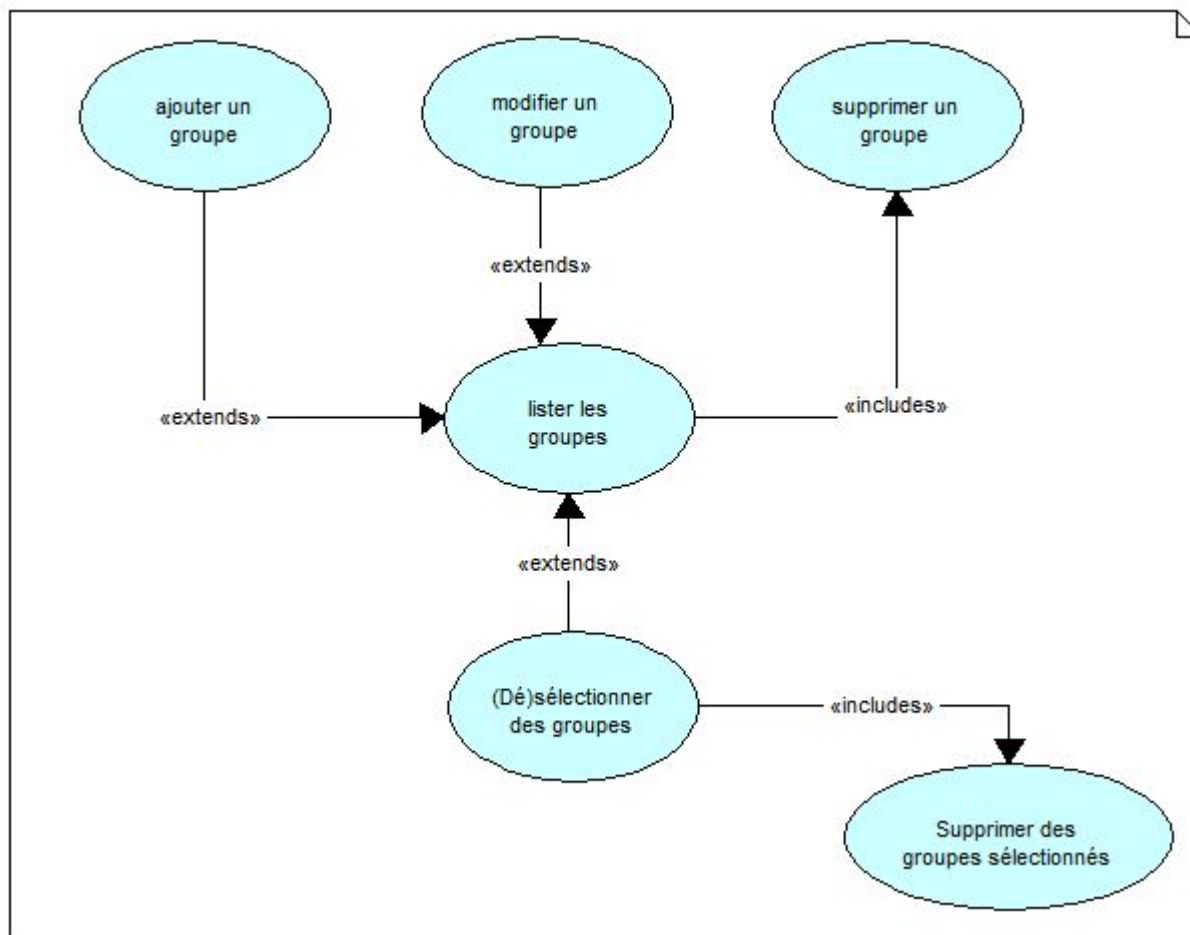 ajouter un
groupe
modifier un
groupe
supprimer un
groupe
«extends»
«extends»
«includes»
lister les
groupes
«extends»
(Dé)sélectionner
des groupes
«includes»
Supprimer des
groupes sélectionnés